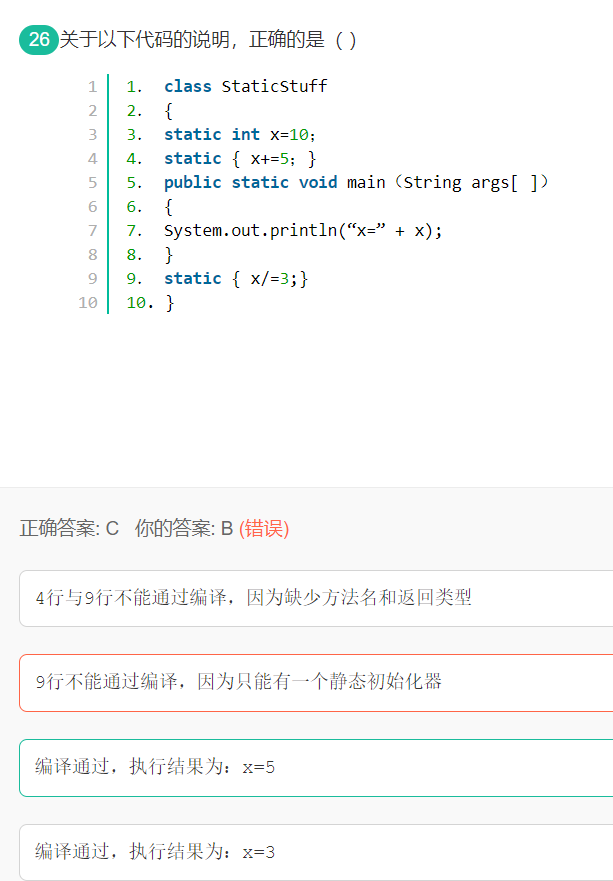 26 关于以下代码的说明，正确的是（ ）
1 1. class StaticStuff
2 2. {
3 3. static int x=10；
4 4. static { x+=5；}
5 5. public static void main（String args[ ]）
6 6. {
7 7. System.out.println(“x=” + x);
8 8. }
9 9. static { x/=3;}
10 10. }
正确答案: C 你的答案: B (错误)
4行与9行不能通过编译，因为缺少方法名和返回类型
9行不能通过编译，因为只能有一个静态初始化器
编译通过，执行结果为：x=5
编译通过，执行结果为：x=3